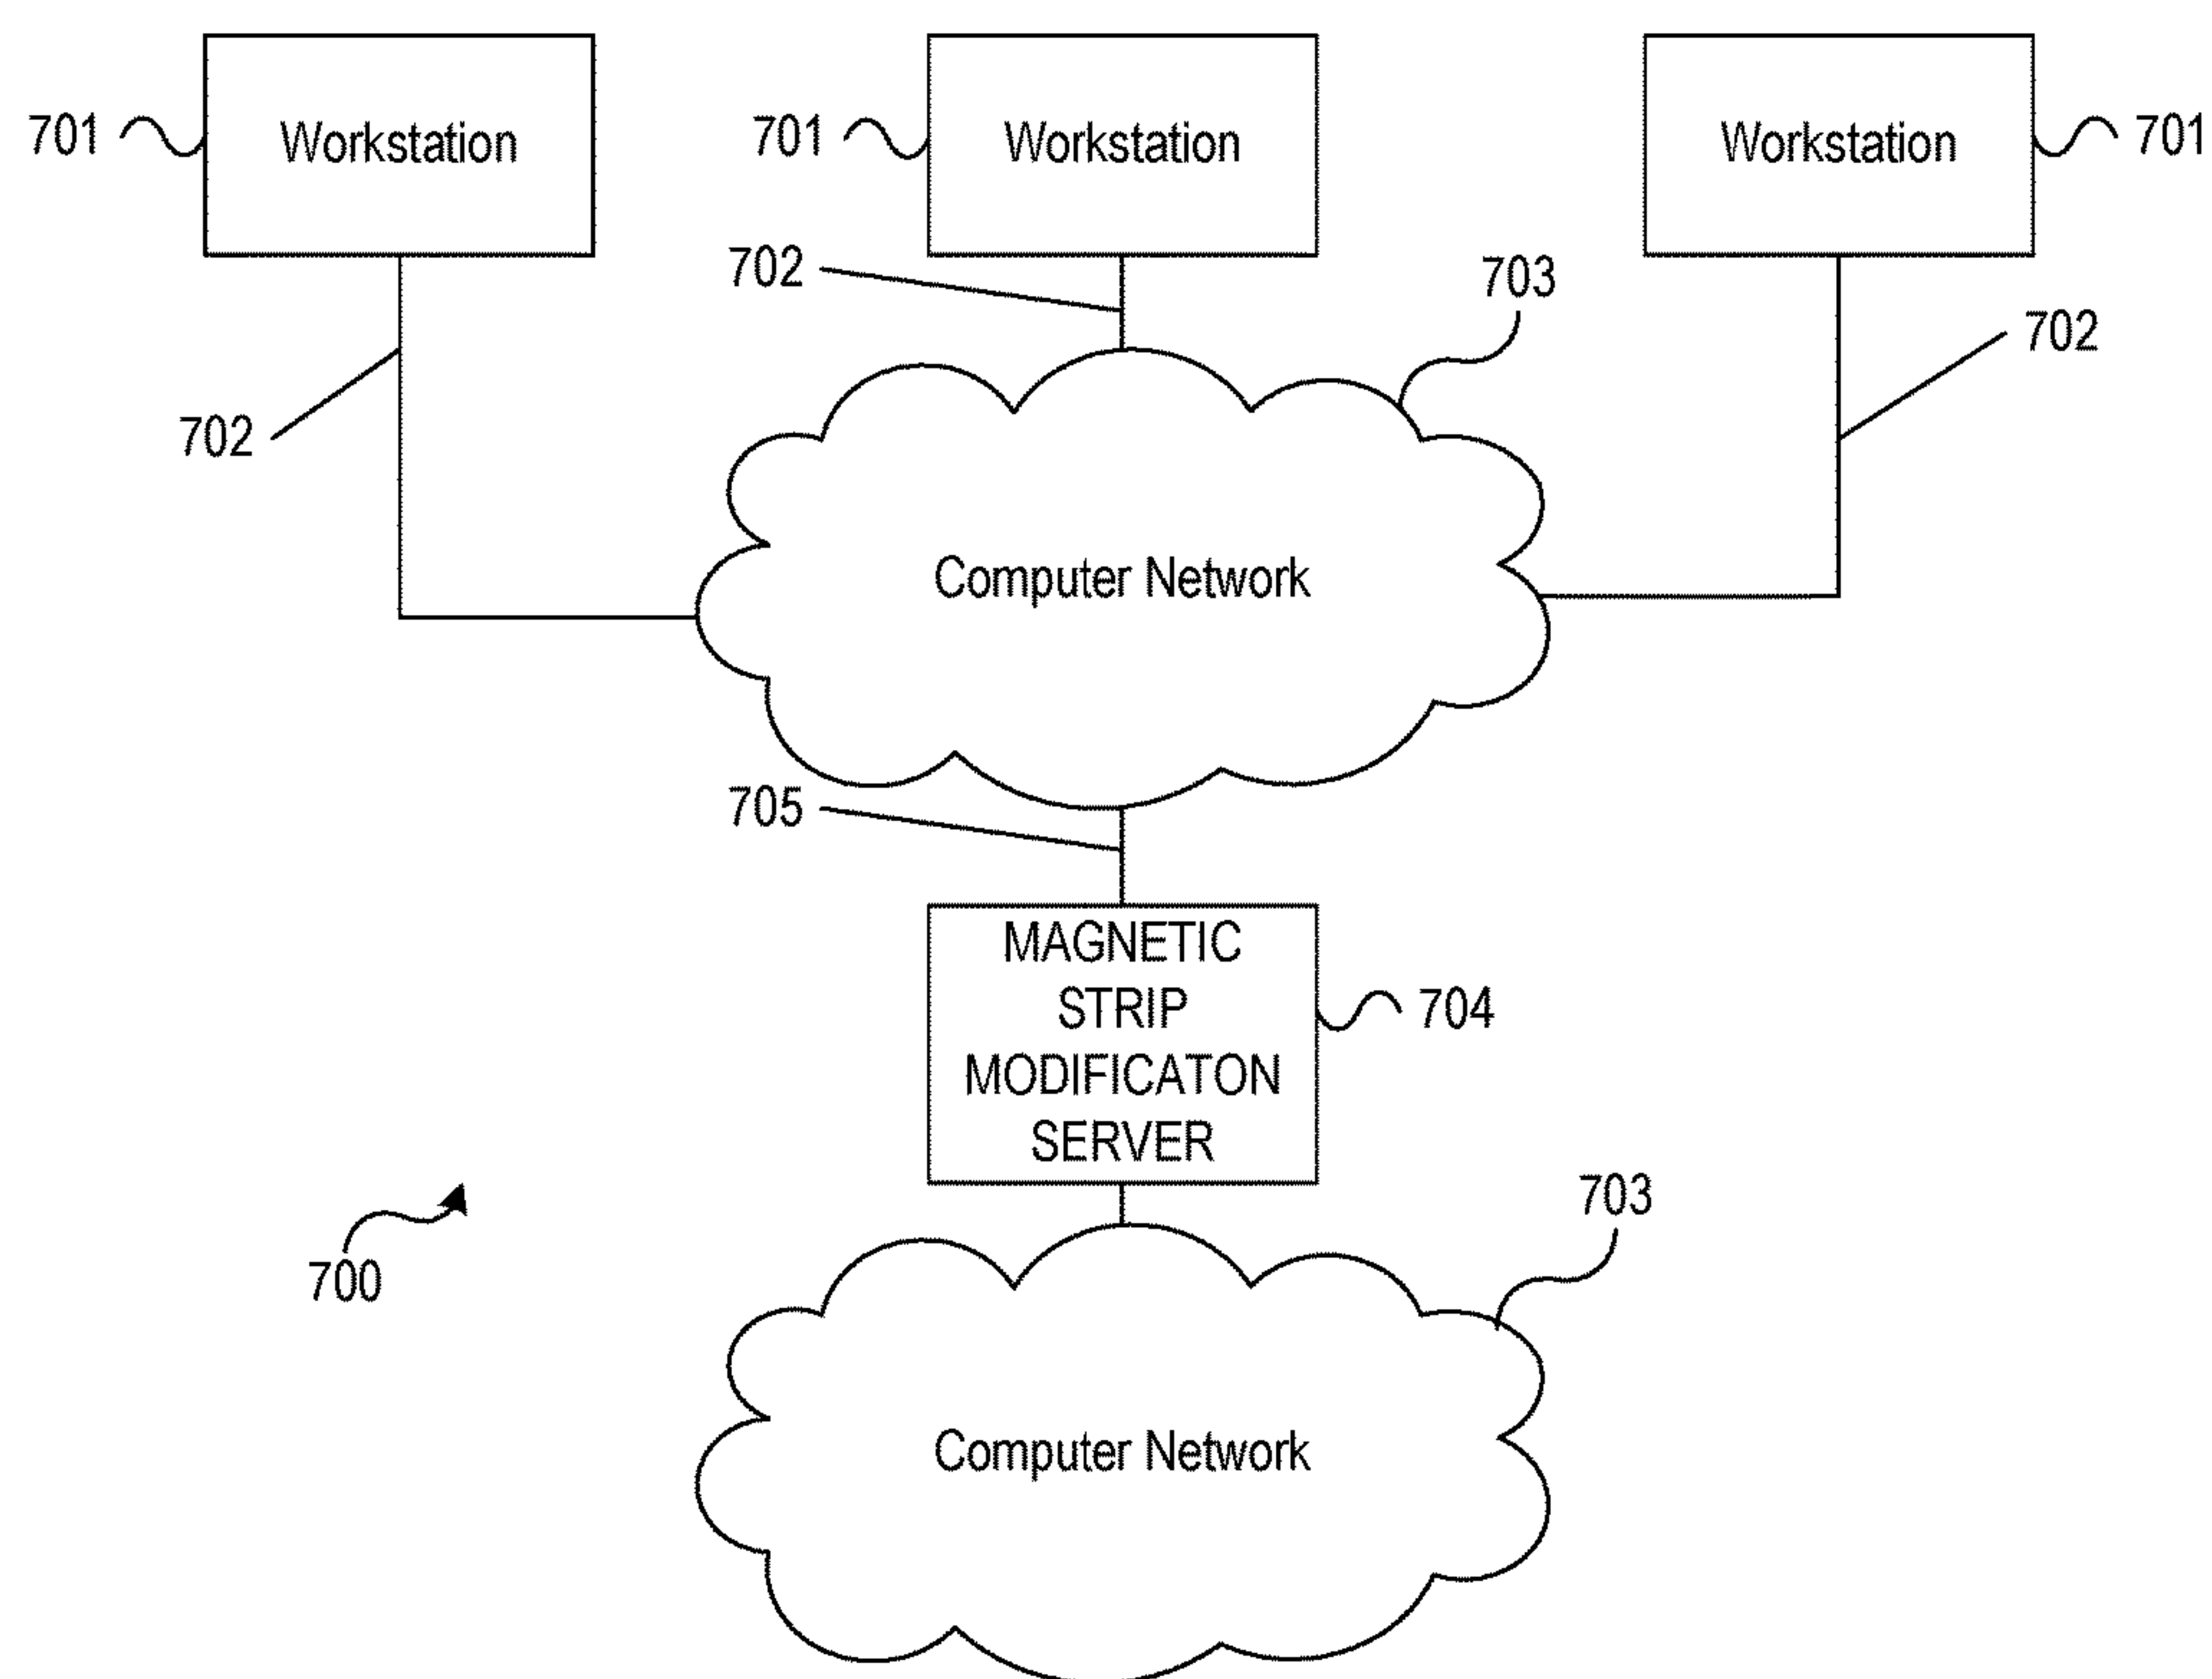 701
Workstation
701
Workstation
Workstation
701
702
703
702
702
Computer Network
705
MAGNETIC
STRIP
MODIFICATON
SERVER
704
703
700
Computer Network